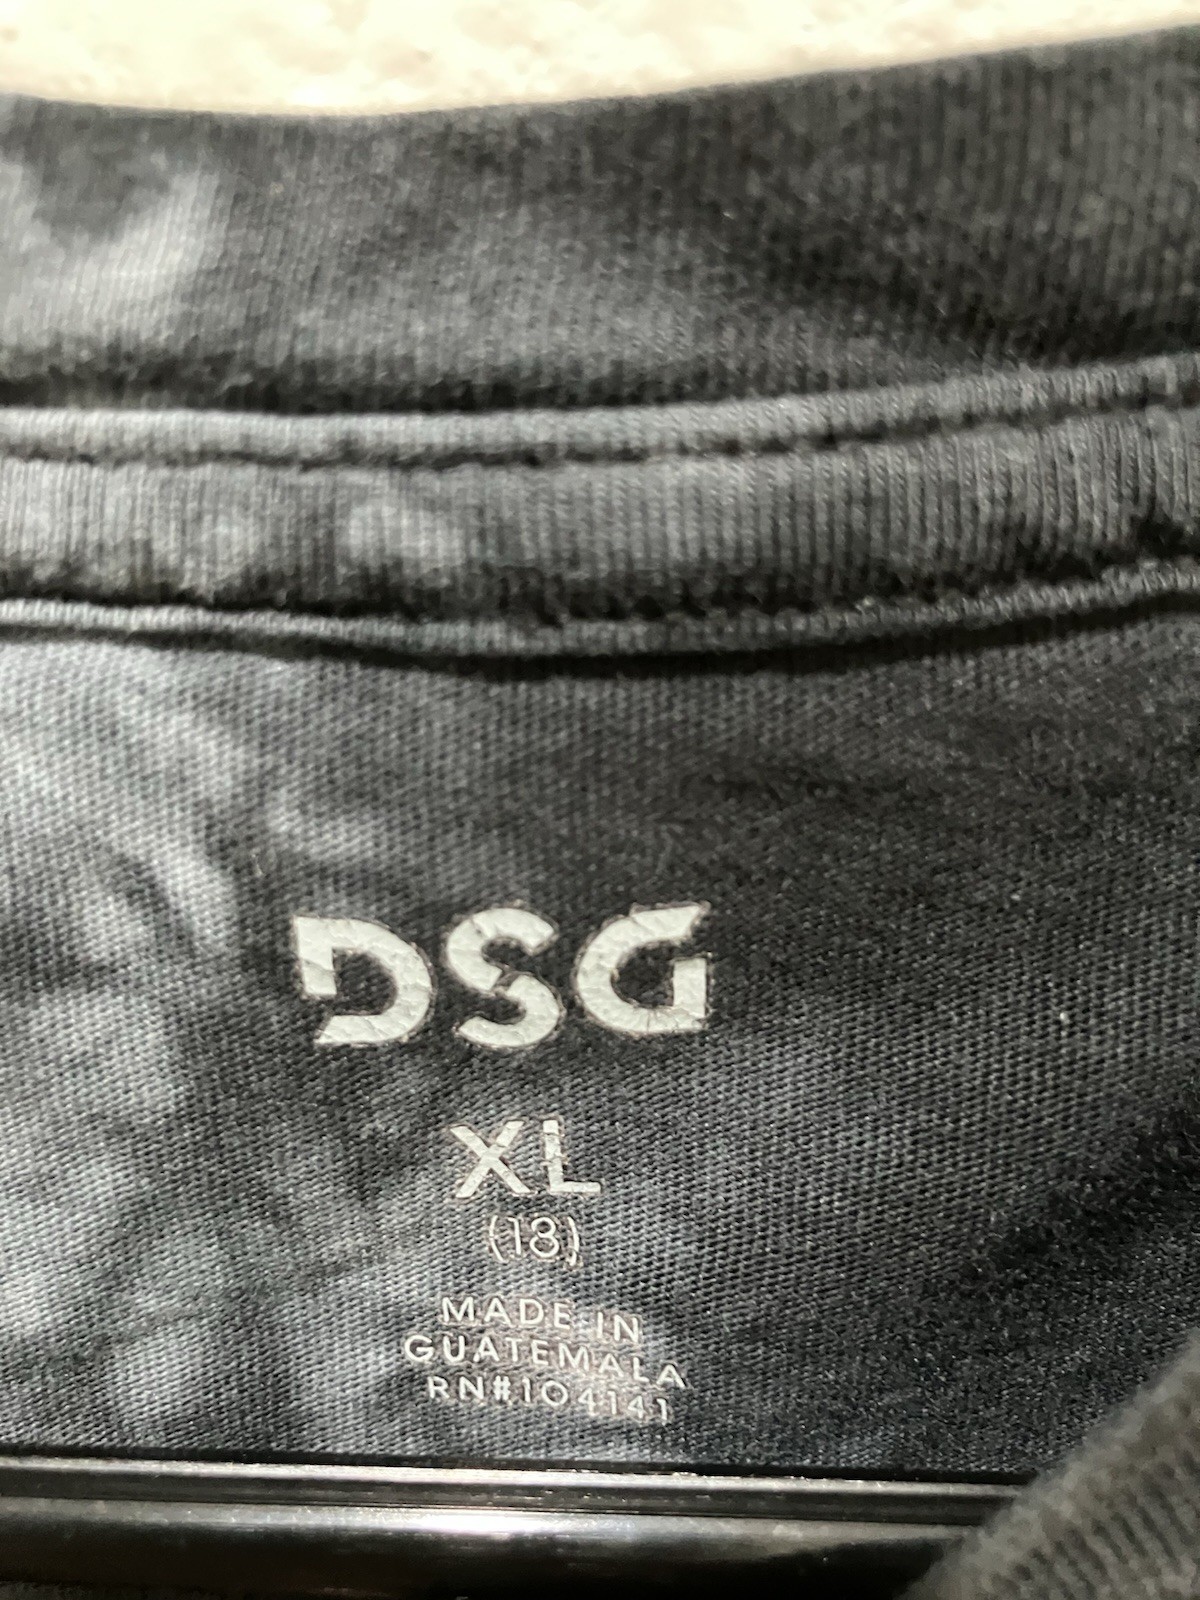 DSG
XL
(18)
MADE IN
GUATEMALA
RN#104141